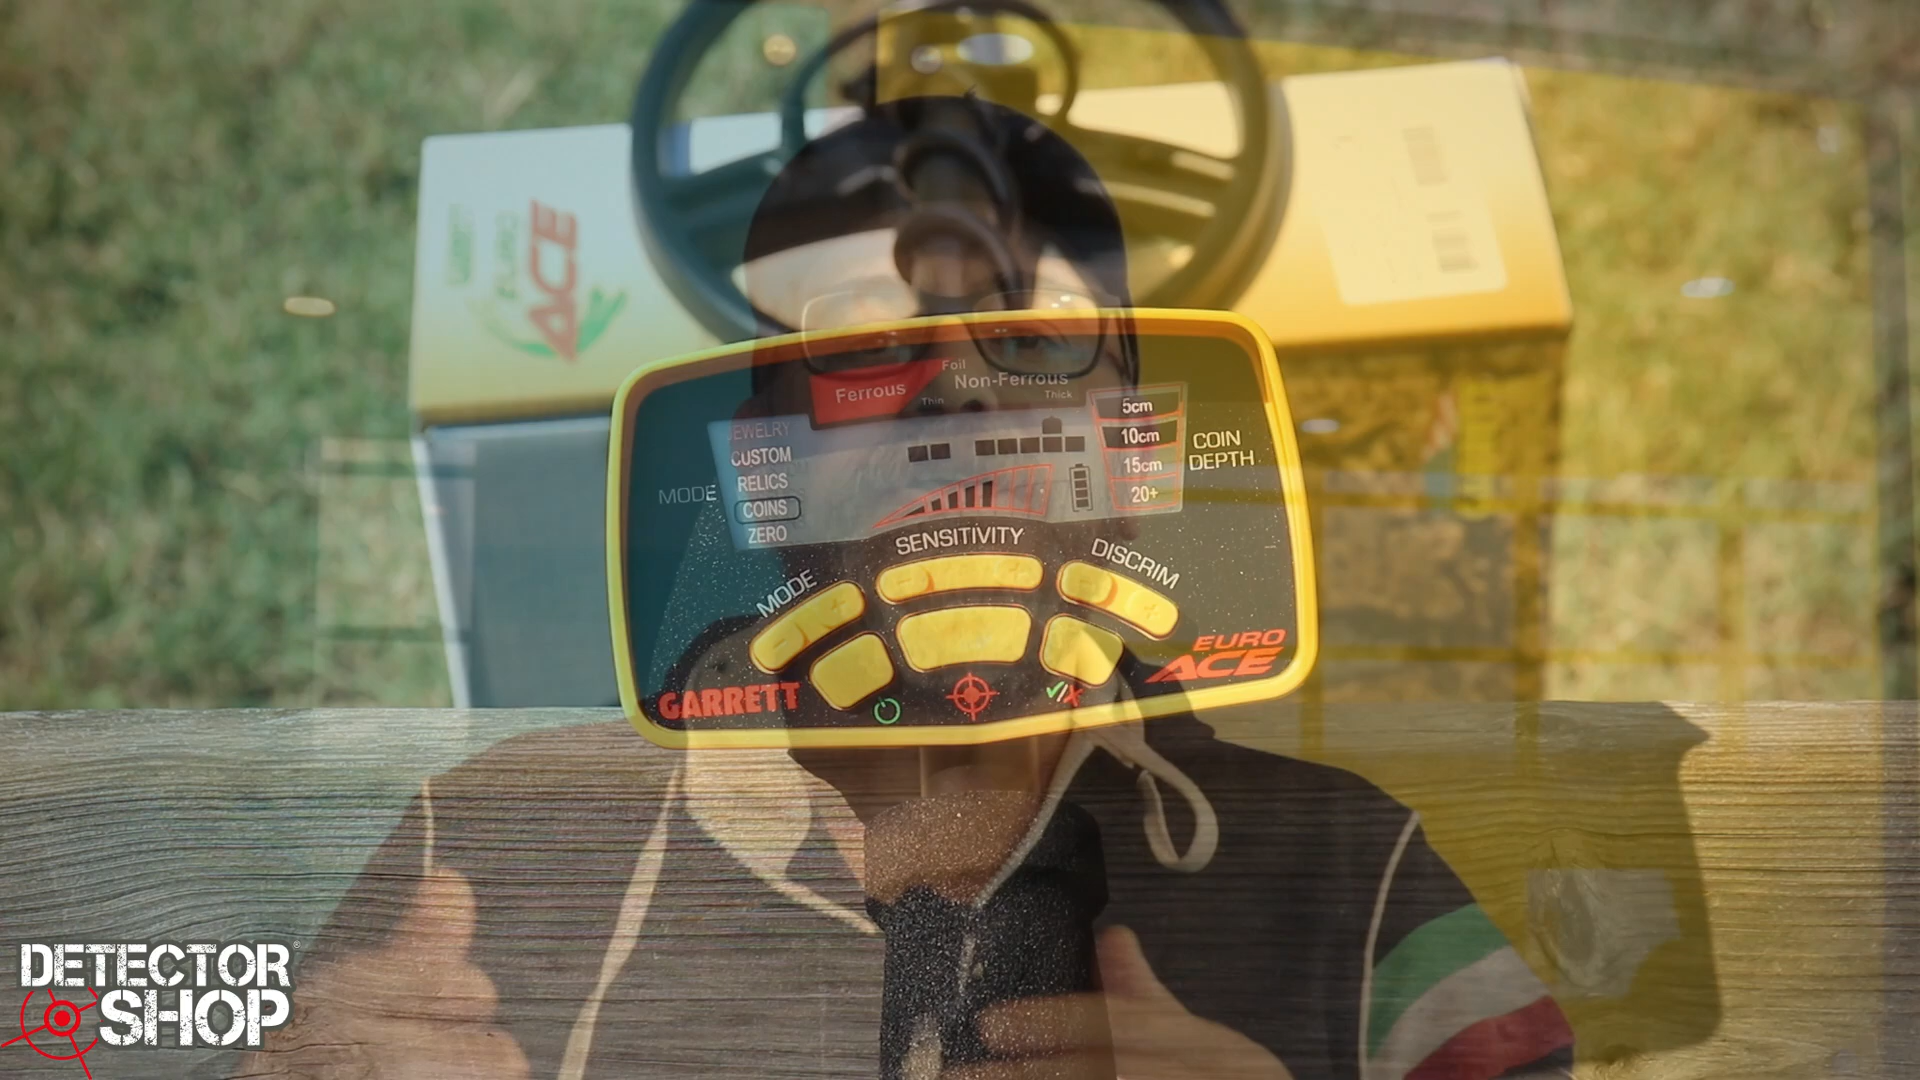 EURO
ACE
Ferrous
Foil
Non-Ferrous
Thin
Thick
JEWELRY
CUSTOM
RELICS
COINS
ZERO
MODE
5cm
10cm
15cm
20+
COIN
DEPTH
SENSITIVITY
MODE
DISCRIM
- +
- +
- +
GARRETT
EURO
ACE
DETECTOR
SHOP